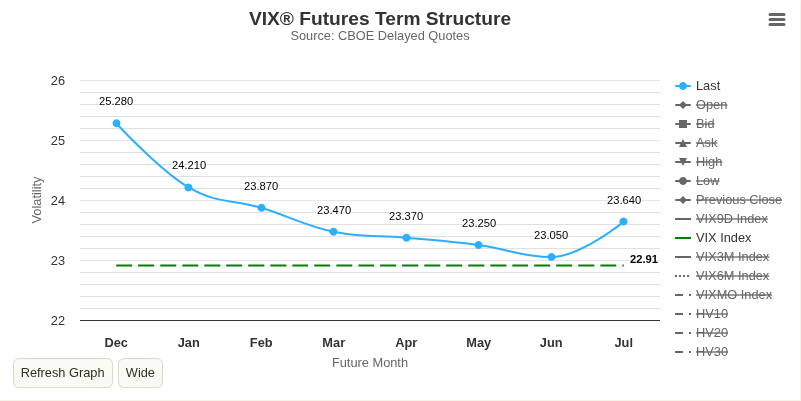 VIX® Futures Term Structure
Source: CBOE Delayed Quotes
Volatility
26
25
24
23
22
25.280
24.210
23.870
23.470
23.370
23.250
23.050
23.640
22.91
Dec Jan Feb Mar Apr May Jun Jul
Future Month
Last
Open
Bid
Ask
High
Low
Previous Close
VIX9D Index
VIX Index
VIX3M Index
VIX6M Index
VIXMO Index
HV10
HV20
HV30
Refresh Graph
Wide